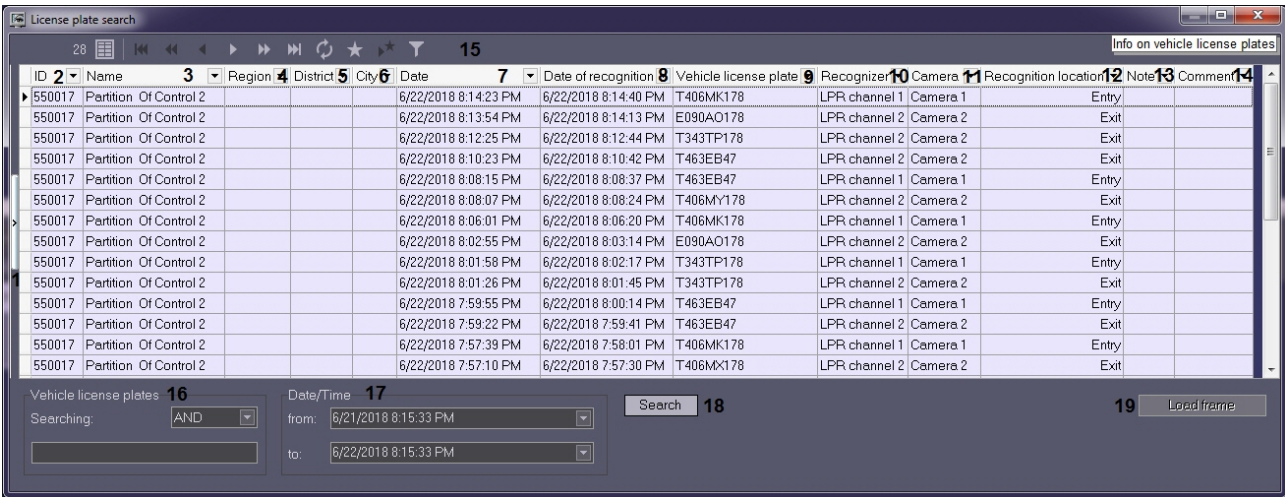 License plate search
28 15 Info on vehicle license plates
ID 2 Name 3 Region 4 District 5 City 6 Date 7 Date of recognition 8 Vehicle license plate 9 Recognizer 10 Camera 11 Recognition location 12 Note 13 Comment 14
550017 Partition Of Control 2 6/22/2018 8:14:23 PM 6/22/2018 8:14:40 PM T406MK178 LPR channel 1 Camera 1 Entry
550017 Partition Of Control 2 6/22/2018 8:13:54 PM 6/22/2018 8:14:13 PM E090AO178 LPR channel 2 Camera 2 Exit
550017 Partition Of Control 2 6/22/2018 8:12:25 PM 6/22/2018 8:12:44 PM T343TP178 LPR channel 2 Camera 2 Exit
550017 Partition Of Control 2 6/22/2018 8:10:23 PM 6/22/2018 8:10:42 PM T463EB47 LPR channel 2 Camera 2 Exit
550017 Partition Of Control 2 6/22/2018 8:08:15 PM 6/22/2018 8:08:37 PM T463EB47 LPR channel 1 Camera 1 Entry
550017 Partition Of Control 2 6/22/2018 8:08:07 PM 6/22/2018 8:08:24 PM T406MY178 LPR channel 2 Camera 2 Exit
550017 Partition Of Control 2 6/22/2018 8:06:01 PM 6/22/2018 8:06:20 PM T406MK178 LPR channel 1 Camera 1 Entry
550017 Partition Of Control 2 6/22/2018 8:02:55 PM 6/22/2018 8:03:14 PM E090AO178 LPR channel 2 Camera 2 Exit
550017 Partition Of Control 2 6/22/2018 8:01:58 PM 6/22/2018 8:02:17 PM T343TP178 LPR channel 1 Camera 1 Entry
1 550017 Partition Of Control 2 6/22/2018 8:01:26 PM 6/22/2018 8:01:45 PM T343TP178 LPR channel 2 Camera 2 Exit
550017 Partition Of Control 2 6/22/2018 7:59:55 PM 6/22/2018 8:00:14 PM T463EB47 LPR channel 1 Camera 1 Entry
550017 Partition Of Control 2 6/22/2018 7:59:22 PM 6/22/2018 7:59:41 PM T463EB47 LPR channel 2 Camera 2 Exit
550017 Partition Of Control 2 6/22/2018 7:57:39 PM 6/22/2018 7:58:01 PM T406MK178 LPR channel 1 Camera 1 Entry
550017 Partition Of Control 2 6/22/2018 7:57:10 PM 6/22/2018 7:57:30 PM T406MX178 LPR channel 2 Camera 2 Exit
Vehicle license plates 16 Date/Time 17
Searching: AND from: 6/21/2018 8:15:33 PM Search 18 19 Load frame
to: 6/22/2018 8:15:33 PM